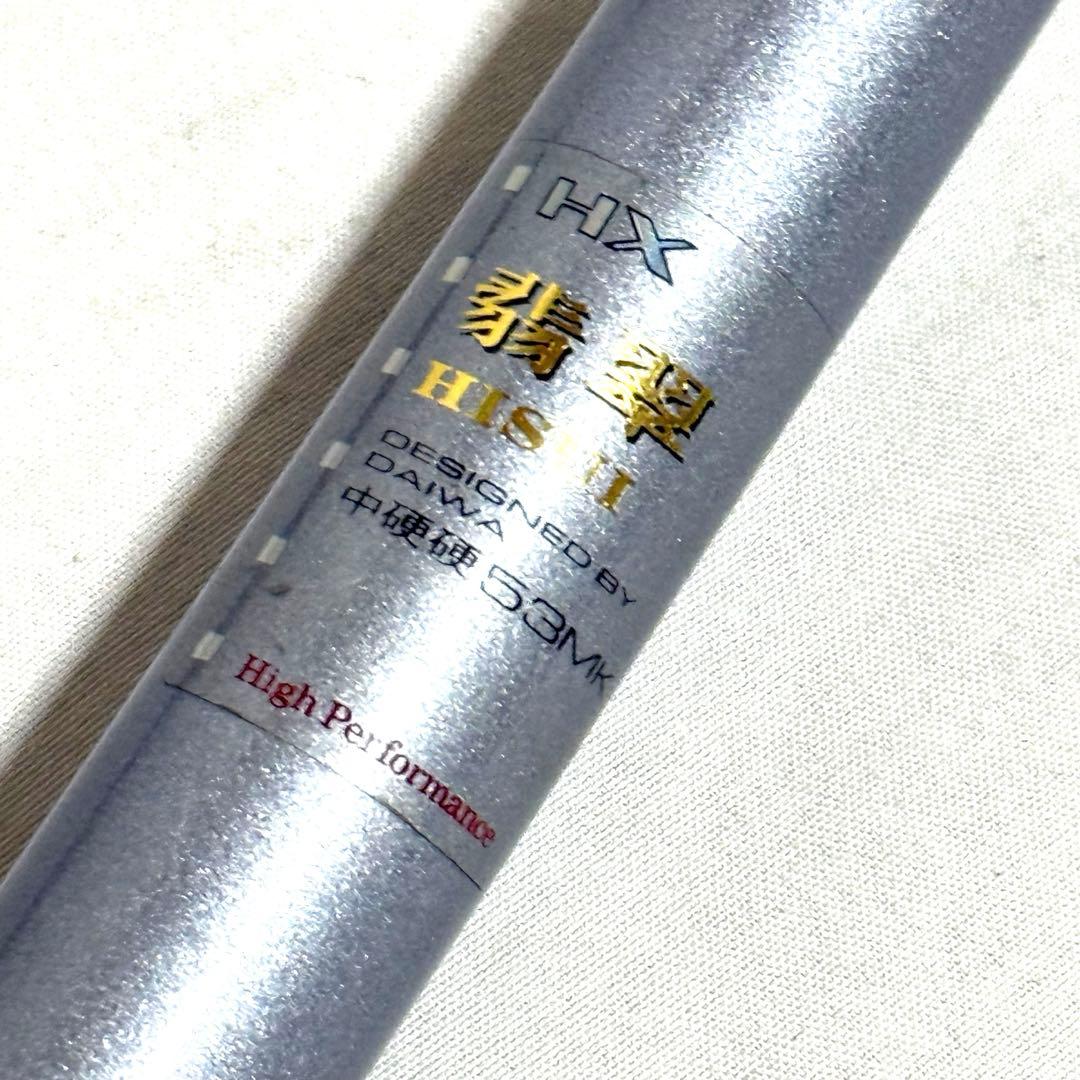 HX
翡翠
HISUI
DESIGNED BY
DAIWA
中硬硬 53MK
High Performance